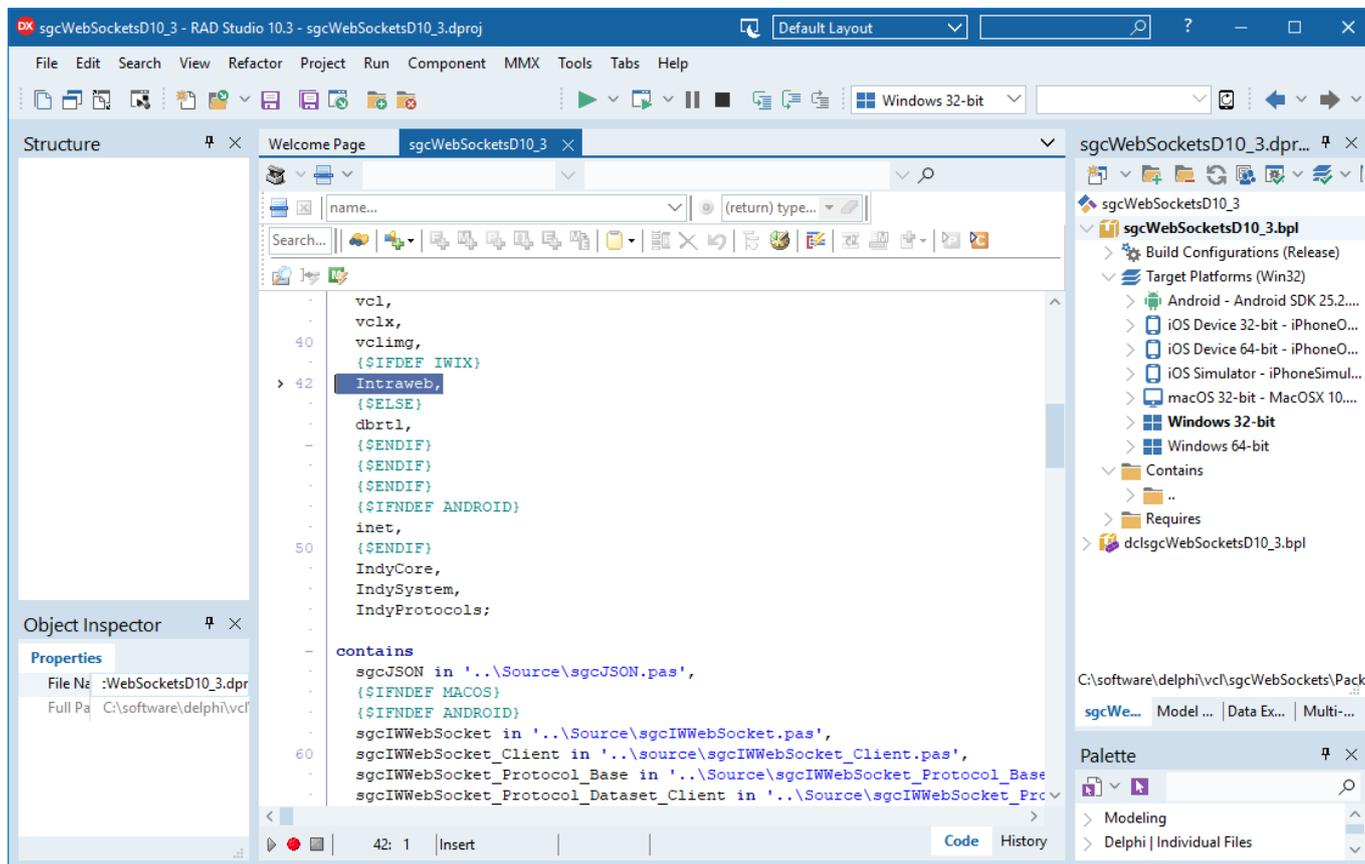 DX sgcWebSocketsD10_3 - RAD Studio 10.3 - sgcWebSocketsD10_3.dproj
Default Layout
?
File Edit Search View Refactor Project Run Component MMX Tools Tabs Help
Windows 32-bit
Structure
Welcome Page sgcWebSocketsD10_3
name...
(return) type...
Search...
vcl,
vclx,
40 vclimg,
{$IFDEF IWIX}
42 Intraweb,
{$ELSE}
dbrtl,
{$ENDIF}
{$ENDIF}
{$ENDIF}
{$IFNDEF ANDROID}
inet,
50 {$ENDIF}
IndyCore,
IndySystem,
IndyProtocols;
contains
sgcJSON in '..\Source\sgcJSON.pas',
{$IFNDEF MACOS}
{$IFNDEF ANDROID}
sgcIWWebSocket in '..\Source\sgcIWWebSocket.pas',
60 sgcIWWebSocket_Client in '..\source\sgcIWWebSocket_Client.pas',
sgcIWWebSocket_Protocol_Base in '..\Source\sgcIWWebSocket_Protocol_Base
sgcIWWebSocket_Protocol_Dataset_Client in '..\Source\sgcIWWebSocket_Pro
42: 1 Insert
Code History
Object Inspector
Properties
File Na :WebSocketsD10_3.dpr
Full Pa C:\software\delphi\vcl
sgcWebSocketsD10_3.dpr...
sgcWebSocketsD10_3
sgcWebSocketsD10_3.bpl
Build Configurations (Release)
Target Platforms (Win32)
Android - Android SDK 25.2....
iOS Device 32-bit - iPhoneO...
iOS Device 64-bit - iPhoneO...
iOS Simulator - iPhoneSimul...
macOS 32-bit - MacOSX 10....
Windows 32-bit
Windows 64-bit
Contains
..
Requires
dclsgcWebSocketsD10_3.bpl
C:\software\delphi\vcl\sgcWebSockets\Pack
sgcWe... Model ... Data Ex... Multi-...
Palette
Modeling
Delphi | Individual Files